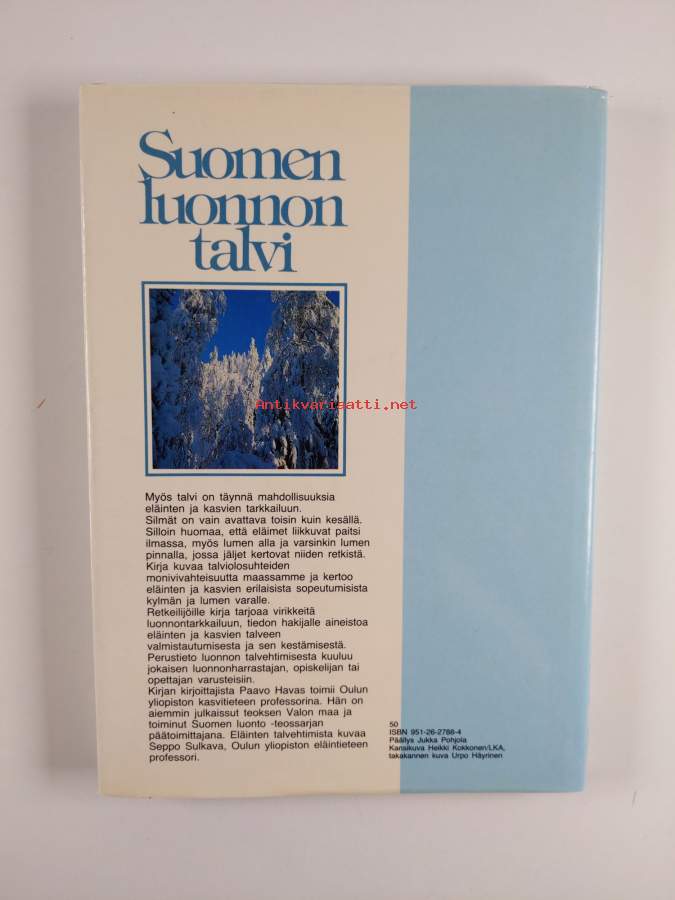 Suomen
luonnon
talvi
Antikvarisatti.net
Myös talvi on täynnä mahdollisuuksia
eläinten ja kasvien tarkkailuun.
Silmät on vain avattava toisin kuin kesällä.
Silloin huomaa, että eläimet liikkuvat paitsi
ilmassa, myös lumen alla ja varsinkin lumen
pinnalla, jossa jäljet kertovat niiden retkistä.
Kirja kuvaa talviolosuhteiden
monivivahteisuutta maassamme ja kertoo
eläinten ja kasvien erilaisista sopeutumisista
kylmän ja lumen varalle.
Retkeilijöille kirja tarjoaa virikkeitä
luonnontarkkailuun, tiedon hakijalle aineistoa
eläinten ja kasvien talveen
valmistautumisesta ja sen kestämisestä.
Perustieto luonnon talvehtimisesta kuuluu
jokaisen luonnonharrastajan, opiskelijan tai
opettajan varusteisiin.
Kirjan kirjoittajista Paavo Havas toimii Oulun
yliopiston kasvitieteen professorina. Hän on
aiemmin julkaissut teoksen Valon maa ja
toiminut Suomen luonto -teossarjan
päätoimittajana. Eläinten talvehtimista kuvaa
Seppo Sulkava, Oulun yliopiston eläintieteen
professori.
50
ISBN 951-26-2788-4
Päällys Jukka Pohjola
Kansikuva Heikki Kokkonen/LKA,
takakannen kuva Urpo Häyrinen